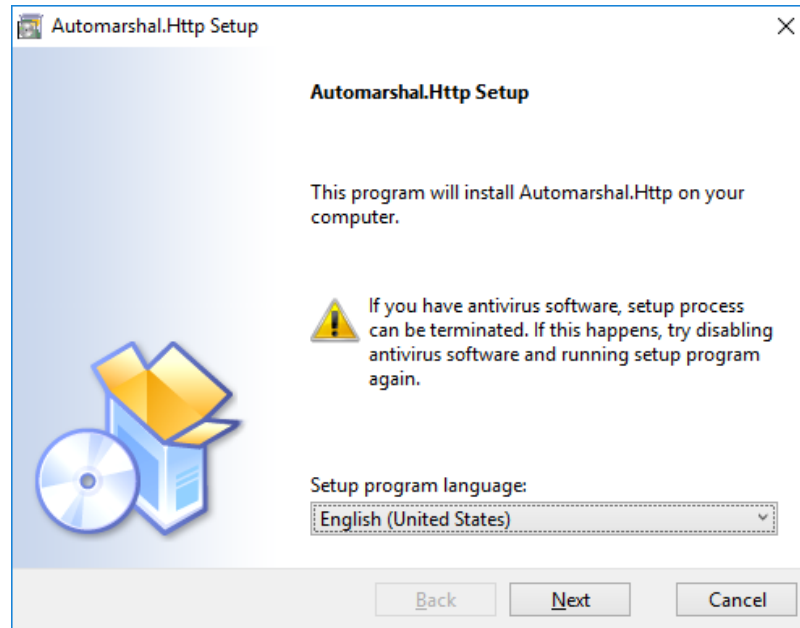 Automarshal.Http Setup
Automarshal.Http Setup
This program will install Automarshal.Http on your
computer.
If you have antivirus software, setup process
can be terminated. If this happens, try disabling
antivirus software and running setup program
again.
Setup program language:
English (United States)
Back
Next
Cancel